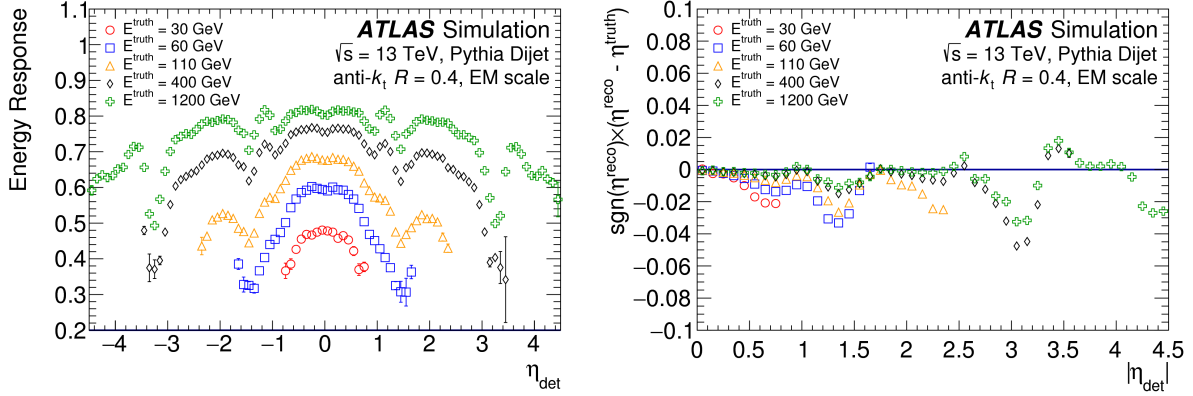 Energy Response
1.1
1
0.9
0.8
0.7
0.6
0.5
0.4
0.3
0.2
ATLAS Simulation
√s = 13 TeV, Pythia Dijet
anti-kt R = 0.4, EM scale
E^truth = 30 GeV
E^truth = 60 GeV
E^truth = 110 GeV
E^truth = 400 GeV
E^truth = 1200 GeV
−4 −3 −2 −1 0 1 2 3 4
η_det
sgn(η^reco)×(η^reco - η^truth)
0.1
0.08
0.06
0.04
0.02
0
−0.02
−0.04
−0.06
−0.08
−0.1
ATLAS Simulation
√s = 13 TeV, Pythia Dijet
anti-kt R = 0.4, EM scale
E^truth = 30 GeV
E^truth = 60 GeV
E^truth = 110 GeV
E^truth = 400 GeV
E^truth = 1200 GeV
0 0.5 1 1.5 2 2.5 3 3.5 4 4.5
|η_det|